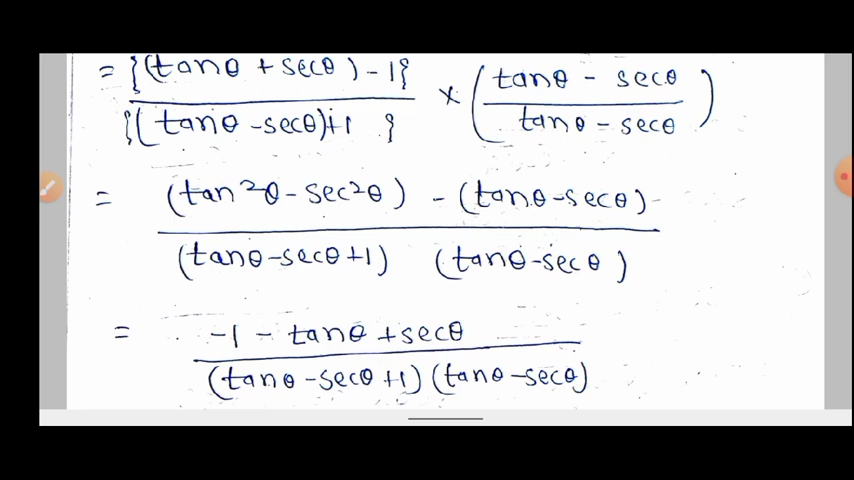 = {(tanθ + secθ) - 1} / {(tanθ - secθ)+1 } × (tanθ - secθ / tanθ - secθ)
= (tan²θ - sec²θ) - (tanθ - secθ) / (tanθ - secθ + 1) (tanθ - secθ)
= -1 - tanθ + secθ / (tanθ - secθ + 1) (tanθ - secθ)